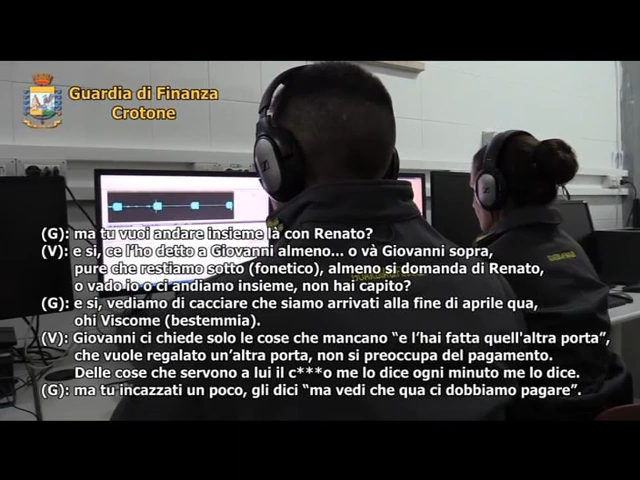 Guardia di Finanza
Crotone
(G): ma tu vuoi andare insieme là con Renato?
(V): e si, ce l’ho detto a Giovanni almeno... o và Giovanni sopra,
pure che restiamo sotto (fonetico), almeno si domanda di Renato,
o vado io o ci andiamo insieme, non hai capito?
(G): e si, vediamo di cacciare che siamo arrivati alla fine di aprile qua,
ohi Viscome (bestemmia).
(V): Giovanni ci chiede solo le cose che mancano “e l’hai fatta quell'altra porta”,
che vuole regalato un’altra porta, non si preoccupa del pagamento.
Delle cose che servono a lui il c***o me lo dice ogni minuto me lo dice.
(G): ma tu incazzati un poco, gli dici “ma vedi che qua ci dobbiamo pagare”.